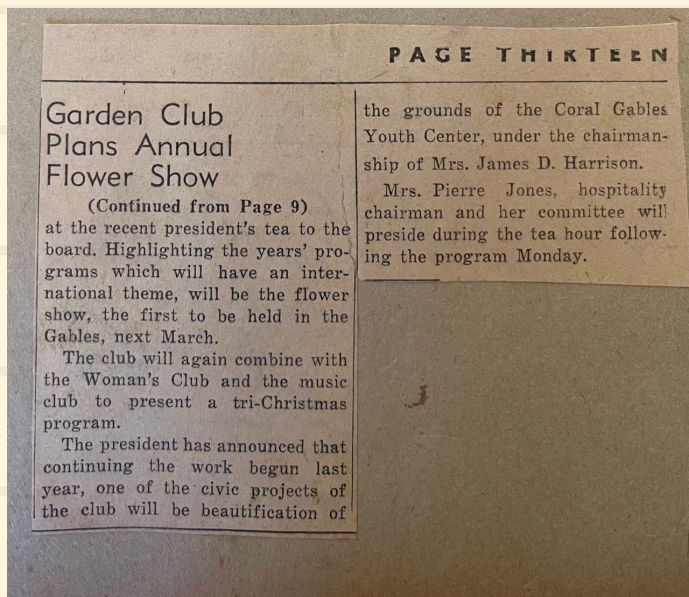 PAGE THIRTEEN
Garden Club
Plans Annual
Flower Show
(Continued from Page 9)
at the recent president's tea to the
board. Highlighting the years' pro-
grams which will have an inter-
national theme, will be the flower
show, the first to be held in the
Gables, next March.
The club will again combine with
the Woman's Club and the music
club to present a tri-Christmas
program.
The president has announced that
continuing the work begun last
year, one of the civic projects of
the club will be beautification of
the grounds of the Coral Gables
Youth Center, under the chairman-
ship of Mrs. James D. Harrison.
Mrs. Pierre Jones, hospitality
chairman and her committee will
preside during the tea hour follow-
ing the program Monday.